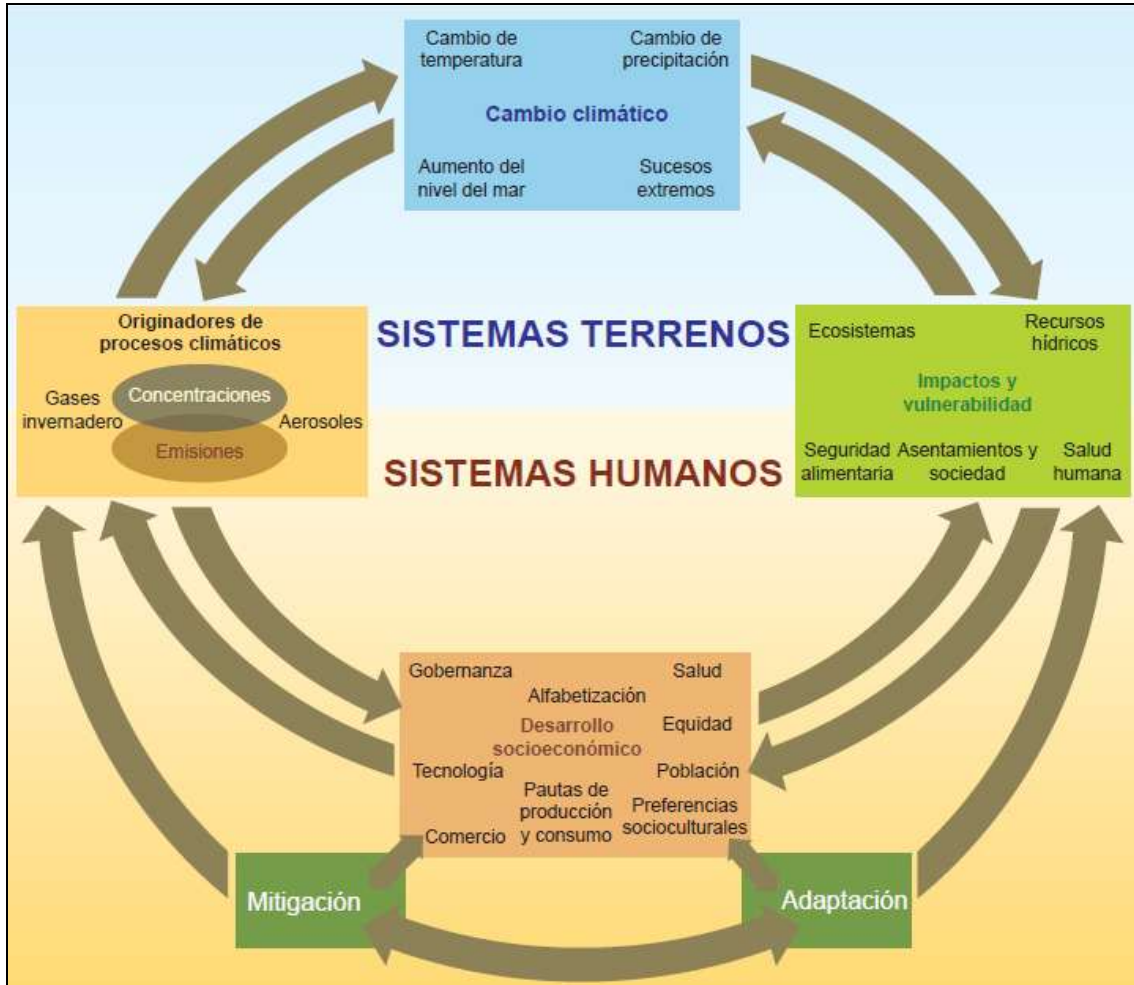 Cambio de
temperatura
Cambio de
precipitación
Cambio climático
Aumento del
nivel del mar
Sucesos
extremos
Originadores de
procesos climáticos
Gases
invernadero
Concentraciones
Aerosoles
Emisiones
SISTEMAS TERRENOS
SISTEMAS HUMANOS
Ecosistemas
Recursos
hídricos
Impactos y
vulnerabilidad
Seguridad
alimentaria
Asentamientos y
sociedad
Salud
humana
Gobernanza
Salud
Alfabetización
Desarrollo
socioeconómico
Equidad
Tecnología
Población
Pautas de
producción
y consumo
Preferencias
socioculturales
Comercio
Mitigación
Adaptación